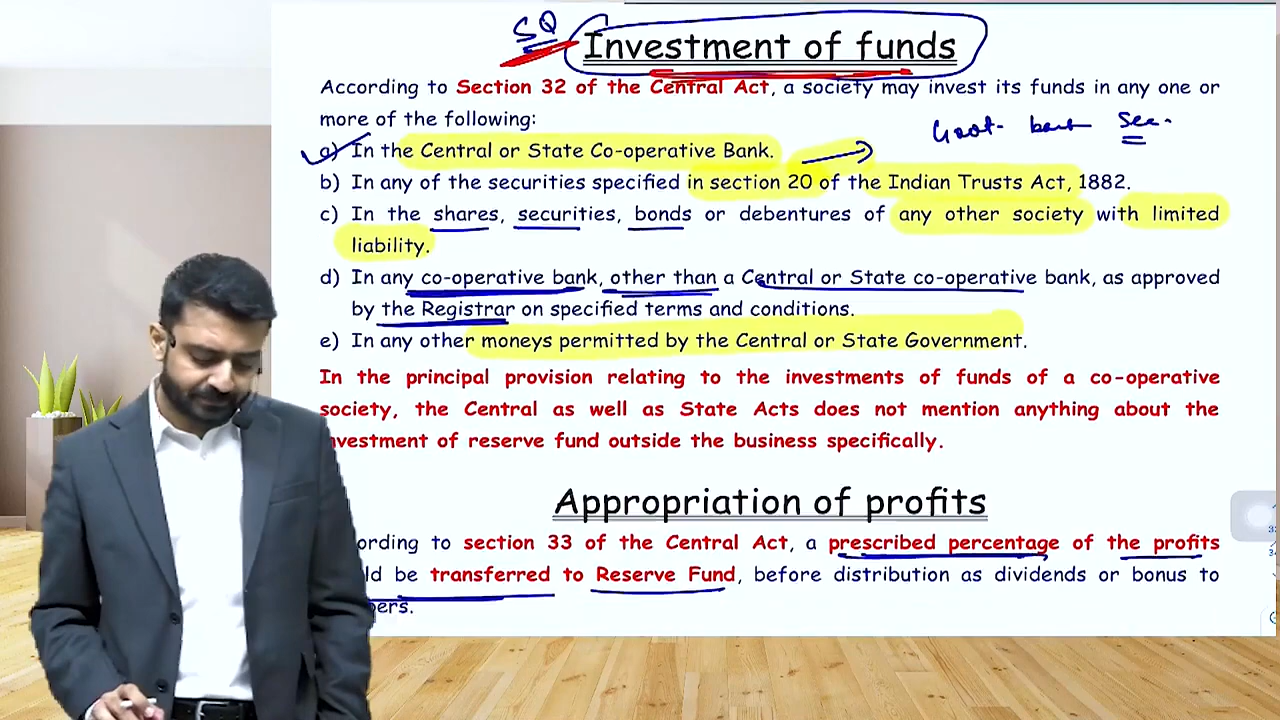 SQ
Investment of funds
According to Section 32 of the Central Act, a society may invest its funds in any one or
more of the following:
Govt. bank Sec.
a) In the Central or State Co-operative Bank.
b) In any of the securities specified in section 20 of the Indian Trusts Act, 1882.
c) In the shares, securities, bonds or debentures of any other society with limited
liability.
d) In any co-operative bank, other than a Central or State co-operative bank, as approved
by the Registrar on specified terms and conditions.
e) In any other moneys permitted by the Central or State Government.
In the principal provision relating to the investments of funds of a co-operative
society, the Central as well as State Acts does not mention anything about the
nvestment of reserve fund outside the business specifically.
Appropriation of profits
ording to section 33 of the Central Act, a prescribed percentage of the profits
ld be transferred to Reserve Fund, before distribution as dividends or bonus to
bers.